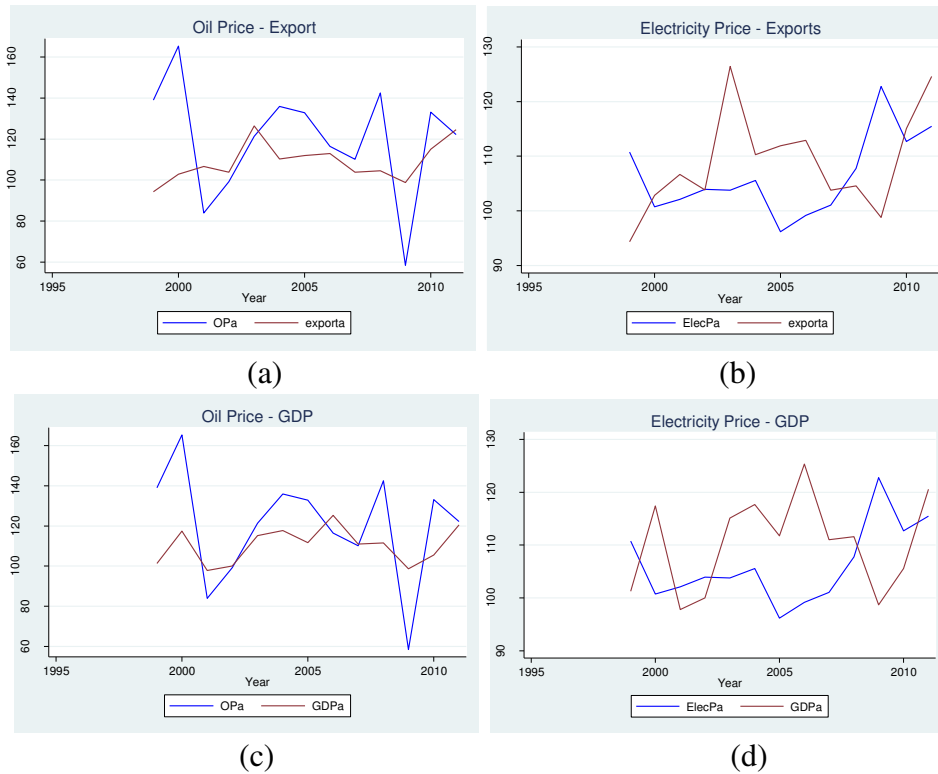 Oil Price - Export
60 80 100 120 140 160
1995 2000 2005 2010
Year
OPa exporta
(a)
Electricity Price - Exports
90 100 110 120 130
1995 2000 2005 2010
Year
ElecPa exporta
(b)
Oil Price - GDP
60 80 100 120 140 160
1995 2000 2005 2010
Year
OPa GDPa
(c)
Electricity Price - GDP
90 100 110 120 130
1995 2000 2005 2010
Year
ElecPa GDPa
(d)